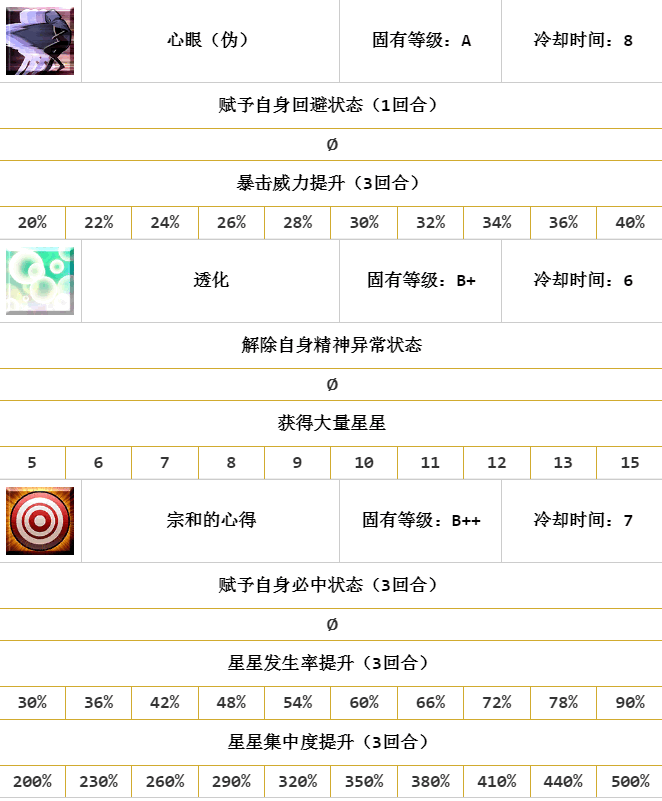 心眼（伪） 固有等级：A 冷却时间：8
赋予自身回避状态（1回合）
Ø
暴击威力提升（3回合）
20% 22% 24% 26% 28% 30% 32% 34% 36% 40%
透化 固有等级：B+ 冷却时间：6
解除自身精神异常状态
Ø
获得大量星星
5 6 7 8 9 10 11 12 13 15
宗和的心得 固有等级：B++ 冷却时间：7
赋予自身必中状态（3回合）
Ø
星星发生率提升（3回合）
30% 36% 42% 48% 54% 60% 66% 72% 78% 90%
星星集中度提升（3回合）
200% 230% 260% 290% 320% 350% 380% 410% 440% 500%